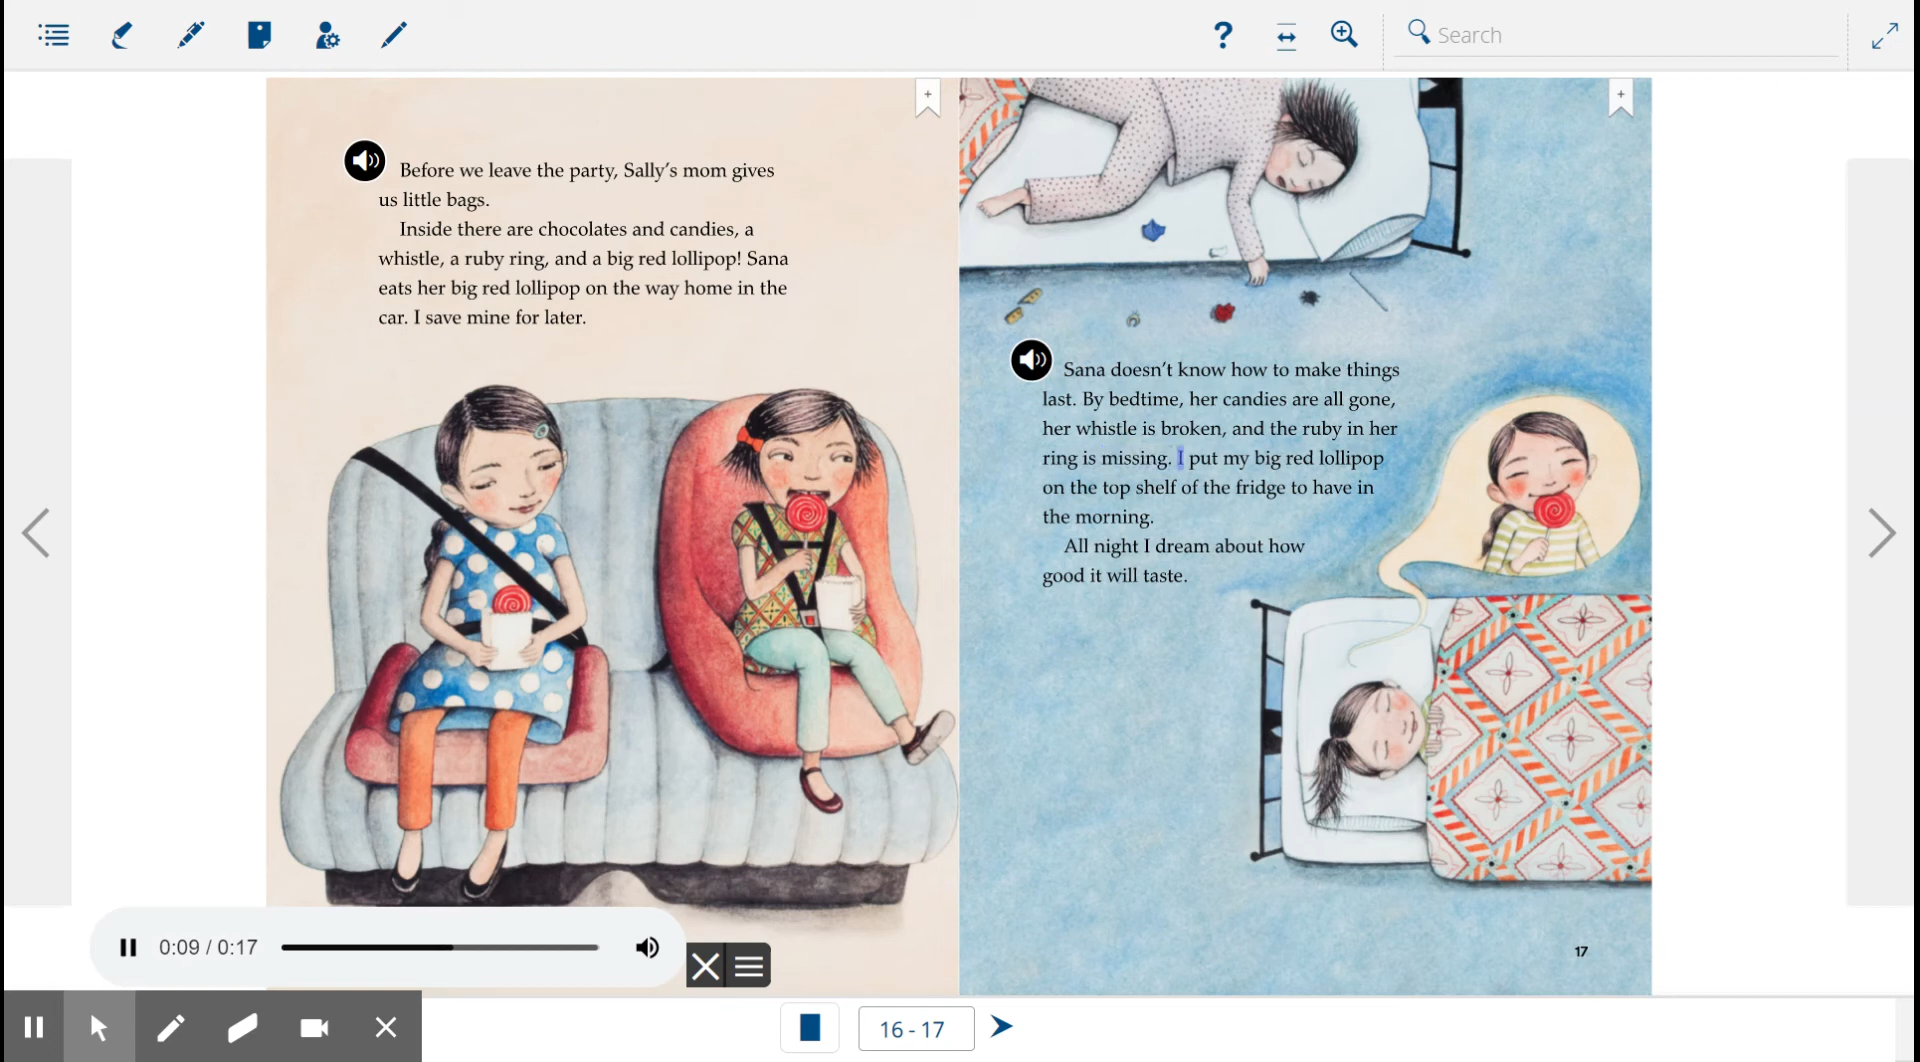 ? 
Search
+
+
Before we leave the party, Sally’s mom gives
us little bags.
Inside there are chocolates and candies, a
whistle, a ruby ring, and a big red lollipop! Sana
eats her big red lollipop on the way home in the
car. I save mine for later.
Sana doesn’t know how to make things
last. By bedtime, her candies are all gone,
her whistle is broken, and the ruby in her
ring is missing. I put my big red lollipop
on the top shelf of the fridge to have in
the morning.
All night I dream about how
good it will taste.
17
0:09 / 0:17
16 - 17